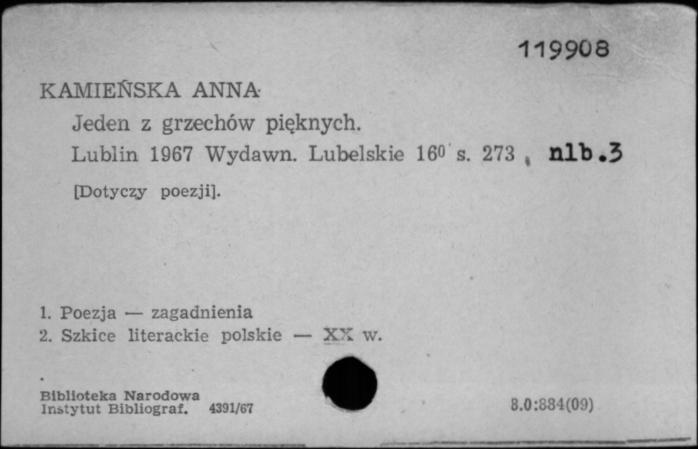 119908
KAMIEŃSKA ANNA
Jeden z grzechów pięknych.
Lublin 1967 Wydawn. Lubelskie 16⁰ s. 273, nlb.3
[Dotyczy poezji].
1. Poezja — zagadnienia
2. Szkice literackie polskie — XX w.
Biblioteka Narodowa
Instytut Bibliograf. 4391/67
8.0:884(09)